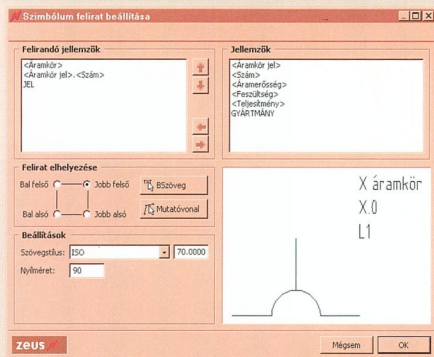 Szimbólum felirat beállítása
Felirandó jellemzők
<Áramkör>
<Áramkör jel>.<Szám>
JEL
Jellemzők
<Áramkör jel>
<Szám>
<Áramerősség>
<Feszültség>
<Teljesítmény>
GYÁRTMÁNY
Felirat elhelyezése
Bal felső
Jobb felső
BSzöveg
Bal alsó
Jobb alsó
Mutatóvonal
Beállítások
Szövegstílus:
ISO
70.0000
Nyílméret:
90
X áramkör
X.0
L1
zeus
Mégsem
OK